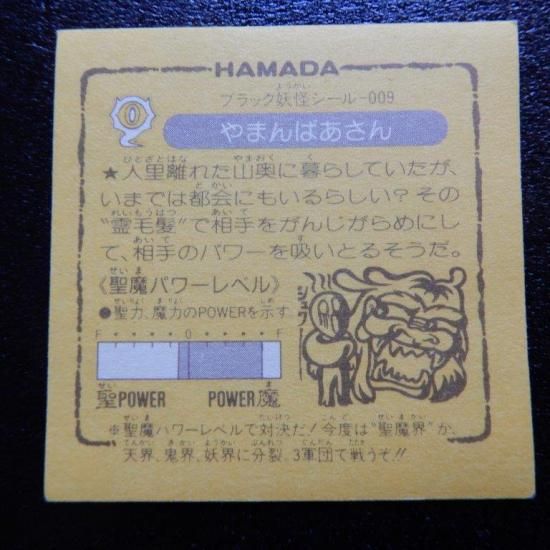 HAMADA
ブラック妖怪シール-009
やまんばあさん
★人里離れた山奥に暮らしていたが、
いまでは都会にもいるらしい?その
"霊毛髪"で相手をがんじがらめにし
て、相手のパワーを吸いとるそうだ。
《聖魔パワーレベル》
●聖力、魔力のPOWERを示す
F 0 F
聖POWER POWER魔
シュワ
※聖魔パワーレベルで対決だ!今度は"聖魔界"が、
天界、鬼界、妖界に分裂。3軍団で戦うぞ!!